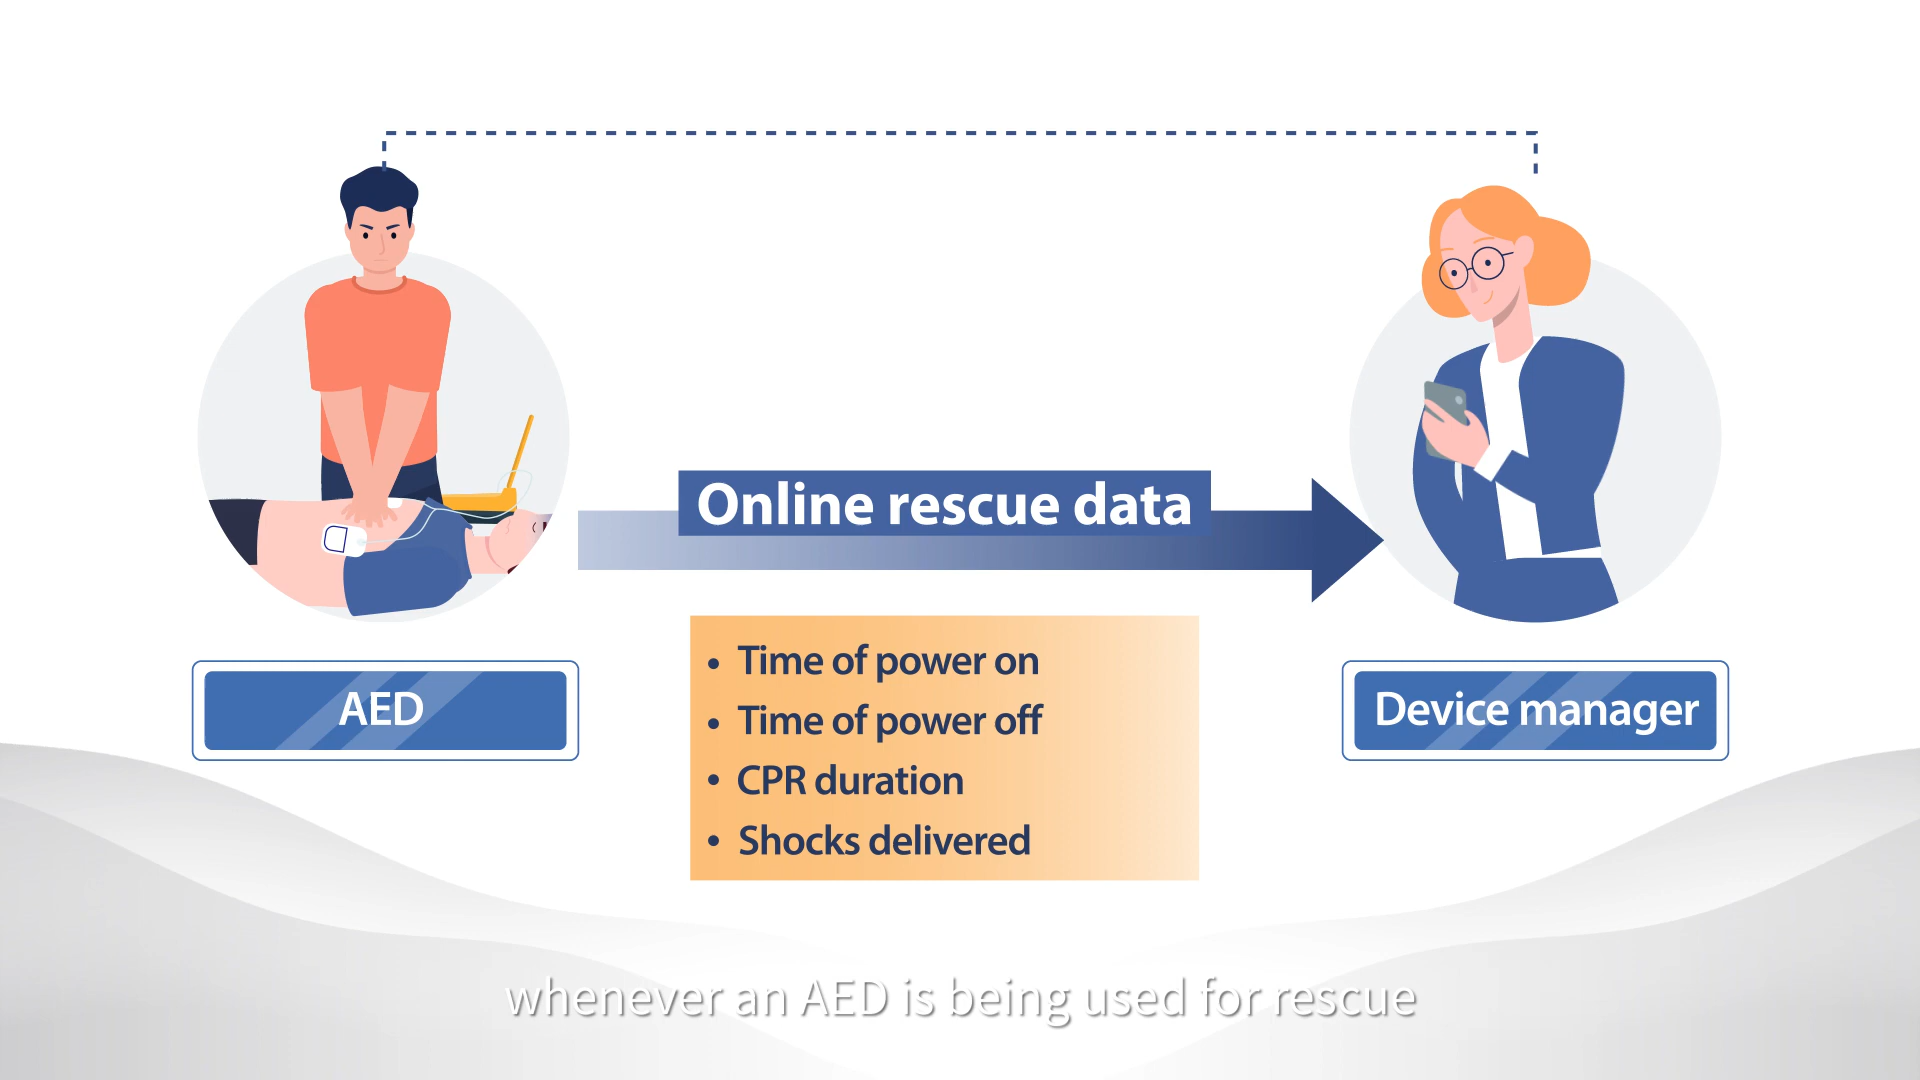 Online rescue data
• Time of power on
• Time of power off
• CPR duration
• Shocks delivered
AED
Device manager
whenever an AED is being used for rescue